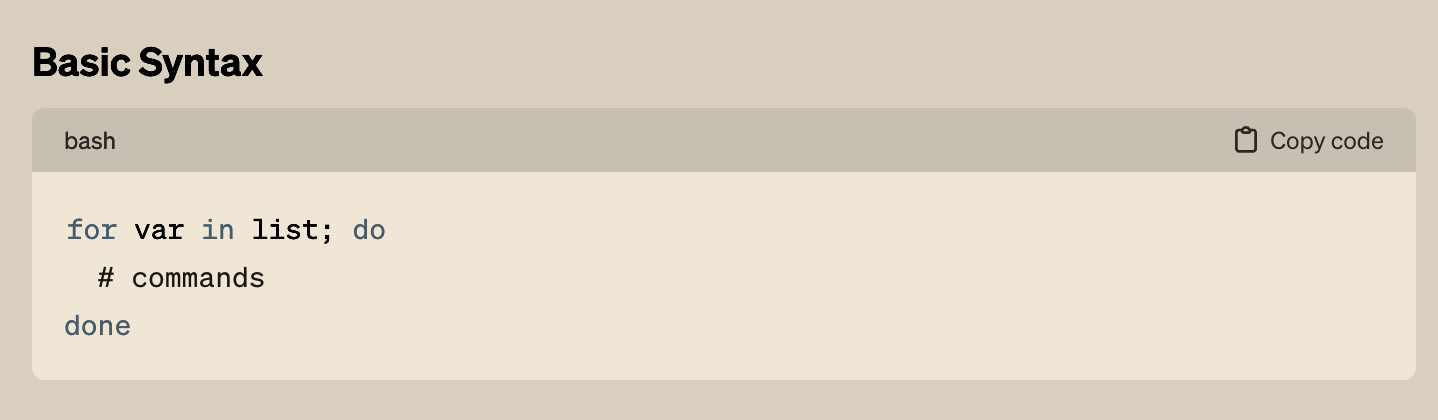 Basic Syntax
bash Copy code
for var in list; do
  # commands
done